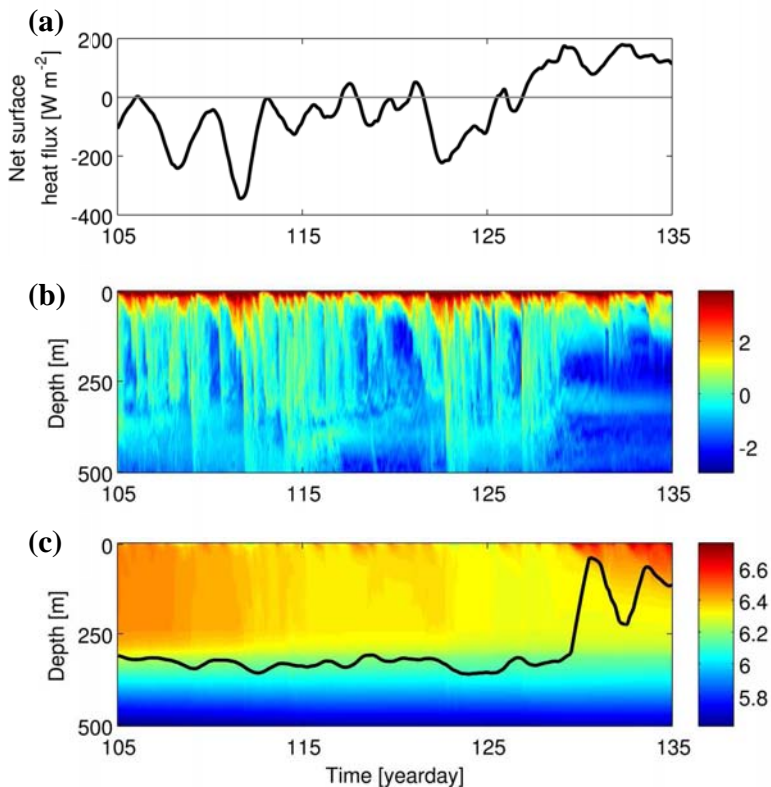 (a)
Net surface
heat flux [W m-2]
200
0
-200
-400
105 115 125 135
(b)
Depth [m]
0
250
500
105 115 125 135
2
0
-2
(c)
Depth [m]
0
250
500
105 115 125 135
6.6
6.4
6.2
6
5.8
Time [yearday]